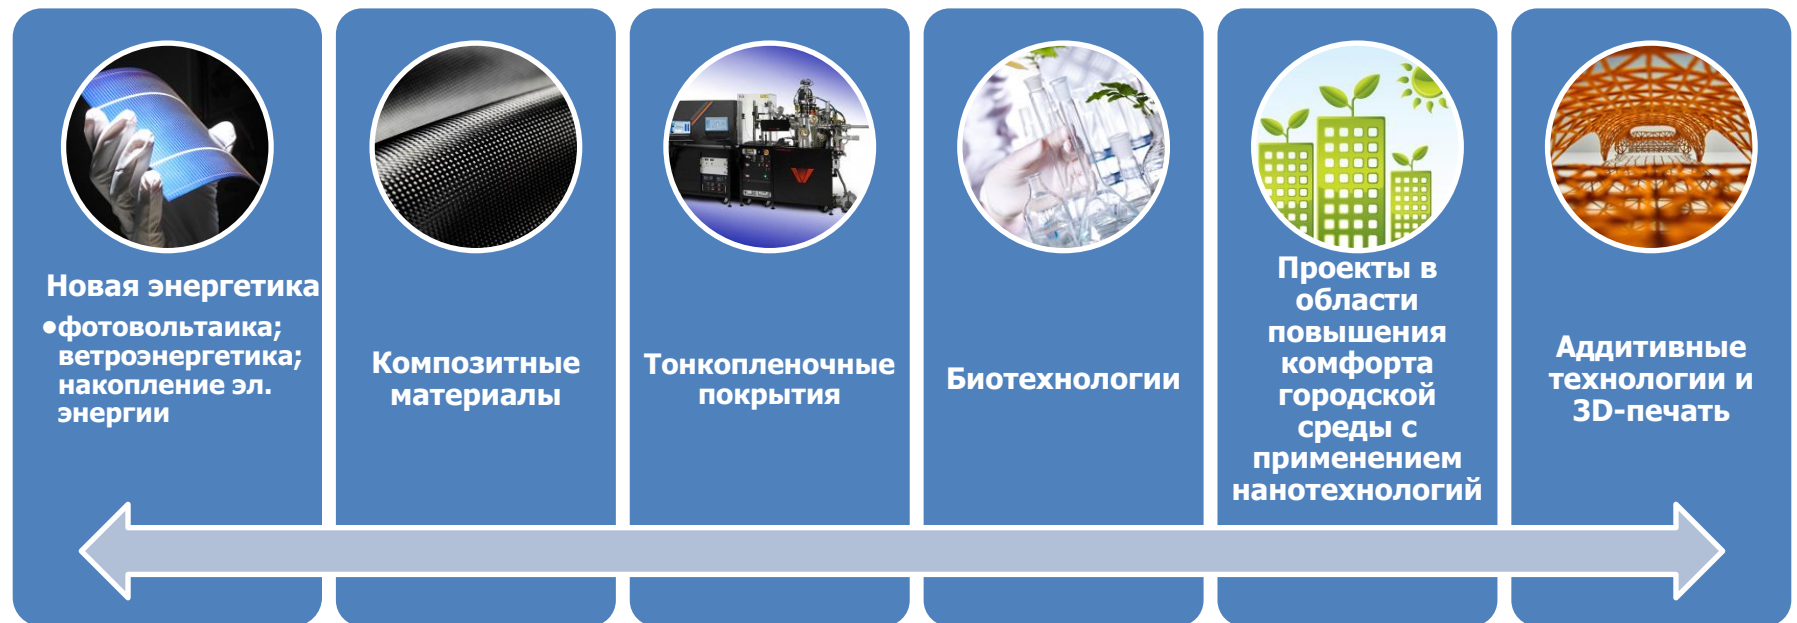 Новая энергетика
•фотовольтаика;
ветроэнергетика;
накопление эл.
энергии
Композитные
материалы
Тонкопленочные
покрытия
Биотехнологии
Проекты в
области
повышения
комфорта
городской
среды с
применением
нанотехнологий
Аддитивные
технологии и
3D-печать